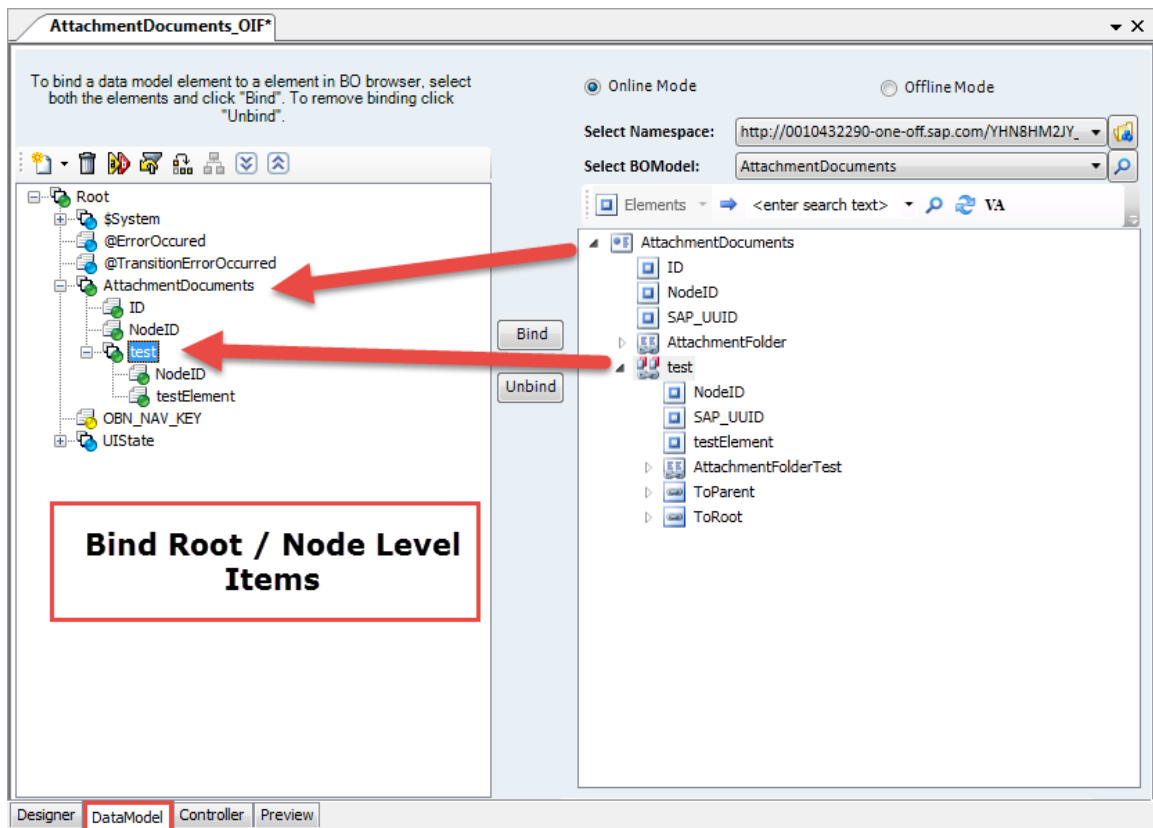 AttachmentDocuments_OIF*
To bind a data model element to a element in BO browser, select
both the elements and click "Bind". To remove binding click
"Unbind".
Online Mode
Offline Mode
Select Namespace:
http://0010432290-one-off.sap.com/YHN8HM2JY_
Select BOModel:
AttachmentDocuments
Elements
<enter search text>
VA
Root
$System
@ErrorOccured
@TransitionErrorOccurred
AttachmentDocuments
ID
NodeID
test
NodeID
testElement
OBN_NAV_KEY
UIState
Bind
Unbind
AttachmentDocuments
ID
NodeID
SAP_UUID
AttachmentFolder
test
NodeID
SAP_UUID
testElement
AttachmentFolderTest
ToParent
ToRoot
Bind Root / Node Level
Items
Designer
DataModel
Controller
Preview